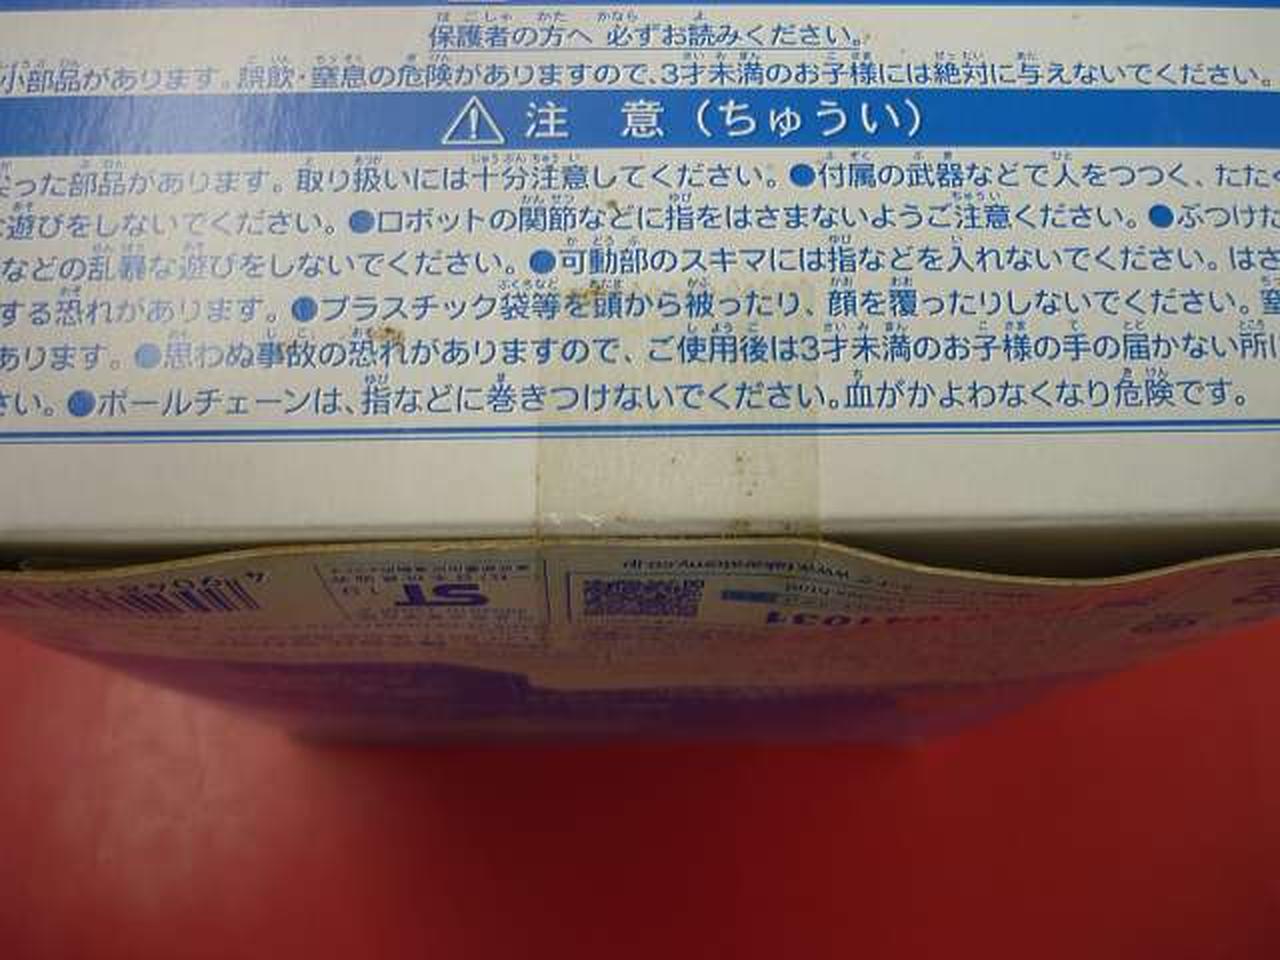 保護者の方へ 必ずお読みください。
小部品があります。誤飲・窒息の危険がありますので、3才未満のお子様には絶対に与えないでください。
注 意（ちゅうい）
った部品があります。取り扱いには十分注意してください。●付属の武器などで人をつつく、たた
遊びをしないでください。●ロボットの関節などに指をはさまないようご注意ください。●ぶつけた
などの乱暴な遊びをしないでください。●可動部のスキマには指などを入れないでください。はさ
する恐れがあります。●プラスチック袋等を頭から被ったり、顔を覆ったりしないでください。窒
あります。●思わぬ事故の恐れがありますので、ご使用後は3才未満のお子様の手の届かない所に
さい。●ボールチェーンは、指などに巻きつけないでください。血がかよわなくなり危険です。
www.takaratomy.co.jp
ST